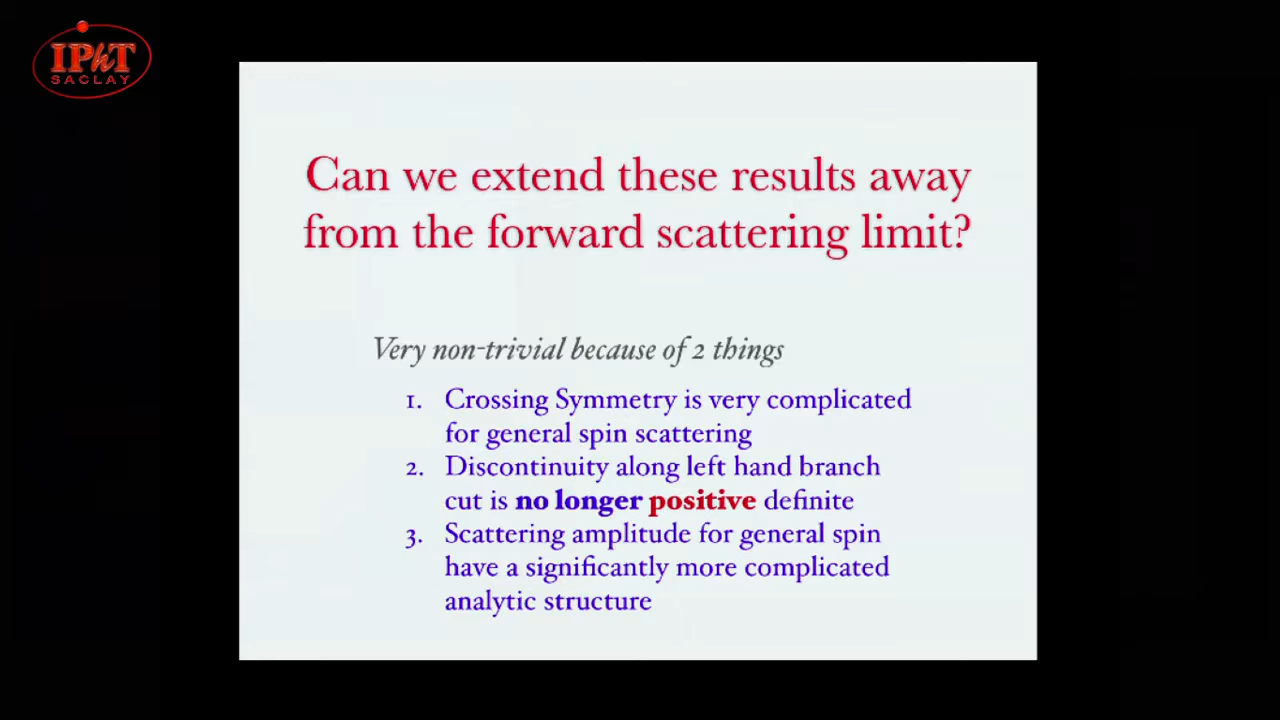 IPhT
SACLAY
Can we extend these results away
from the forward scattering limit?
Very non-trivial because of 2 things
1. Crossing Symmetry is very complicated
for general spin scattering
2. Discontinuity along left hand branch
cut is no longer positive definite
3. Scattering amplitude for general spin
have a significantly more complicated
analytic structure